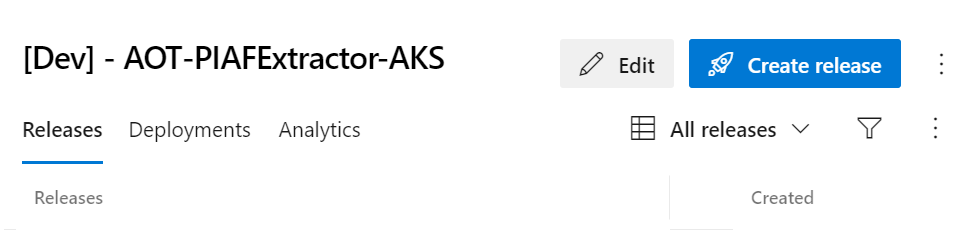 [Dev] - AOT-PIAFExtractor-AKS
Edit
Create release
Releases
Deployments
Analytics
All releases
Releases
Created